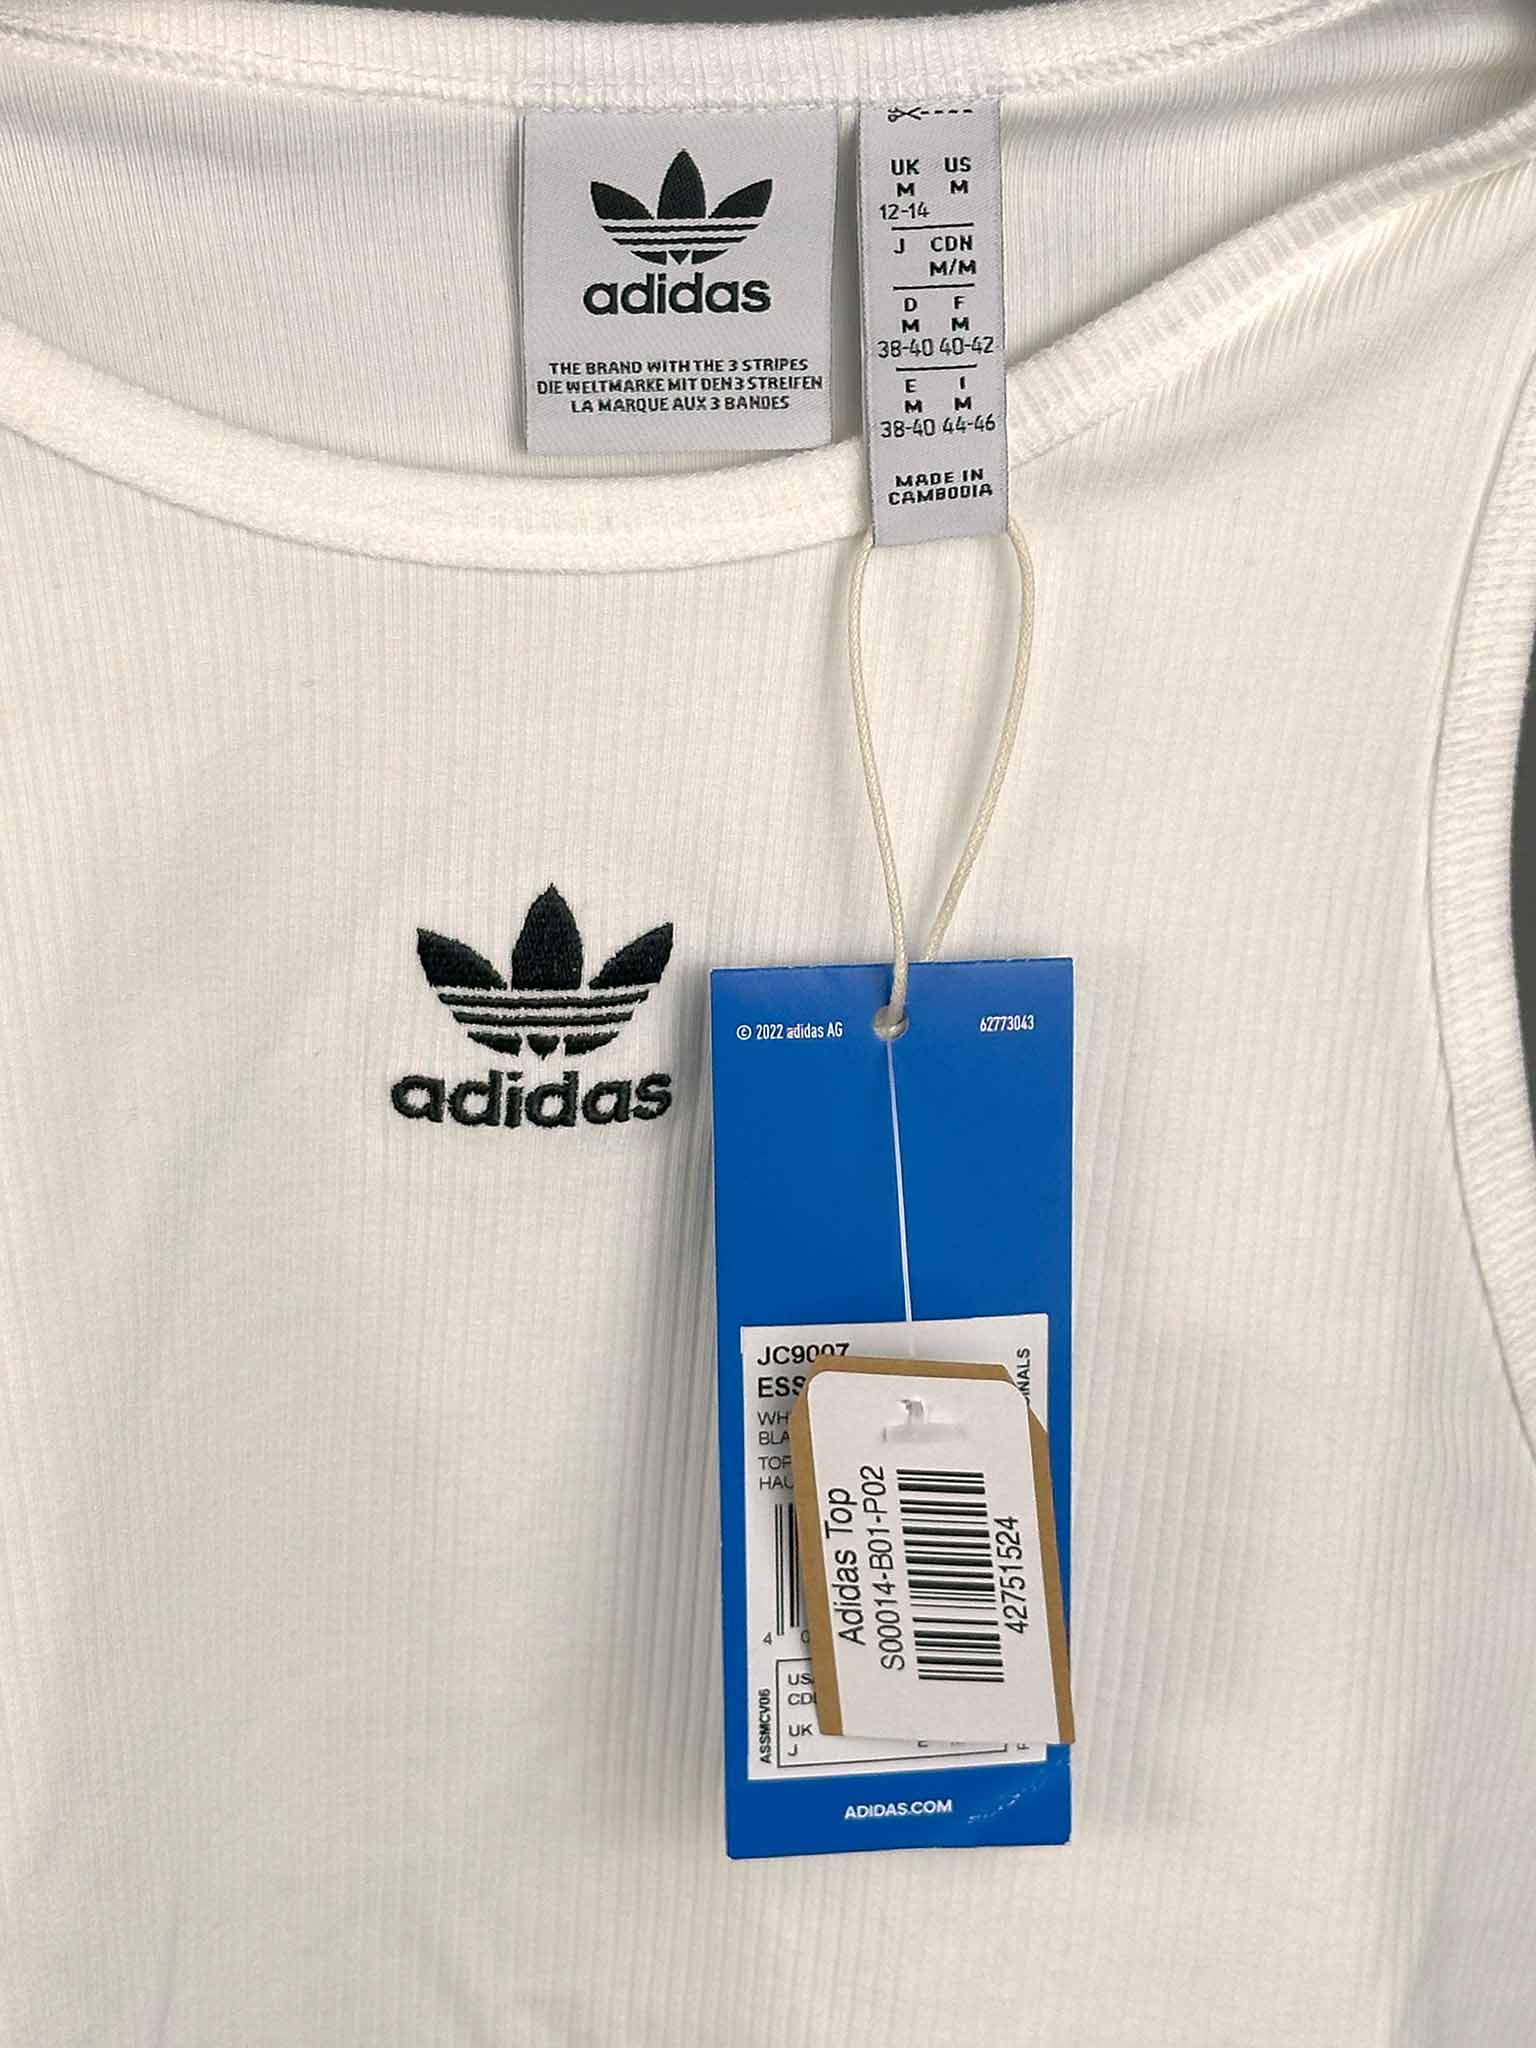 adidas
THE BRAND WITH THE 3 STRIPES
DIE WELTMARKE MIT DEN 3 STREIFEN
LA MARQUE AUX 3 BANDES
UK US
M M
12-14
J CDN
M/M
D F
M M
38-40 40-42
E I
M M
38-40 44-46
MADE IN
CAMBODIA
adidas
© 2022 adidas AG
62773043
JC9007
ASSMCV06
UK
J
Adidas Top
S00014-B01-P02
42751524
ADIDAS.COM